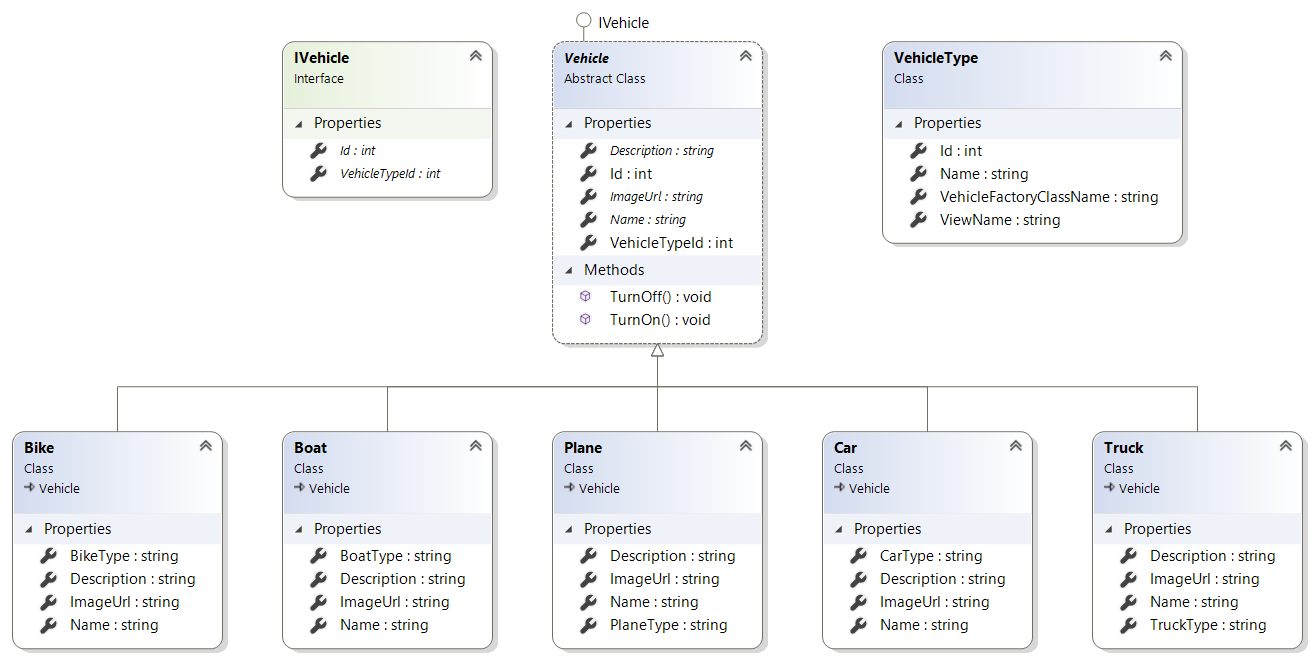 IVehicle
IVehicle
Interface
Properties
Id : int
VehicleTypeId : int
Vehicle
Abstract Class
Properties
Description : string
Id : int
ImageUrl : string
Name : string
VehicleTypeId : int
Methods
TurnOff() : void
TurnOn() : void
VehicleType
Class
Properties
Id : int
Name : string
VehicleFactoryClassName : string
ViewName : string
Bike
Class
Vehicle
Properties
BikeType : string
Description : string
ImageUrl : string
Name : string
Boat
Class
Vehicle
Properties
BoatType : string
Description : string
ImageUrl : string
Name : string
Plane
Class
Vehicle
Properties
Description : string
ImageUrl : string
Name : string
PlaneType : string
Car
Class
Vehicle
Properties
CarType : string
Description : string
ImageUrl : string
Name : string
Truck
Class
Vehicle
Properties
Description : string
ImageUrl : string
Name : string
TruckType : string